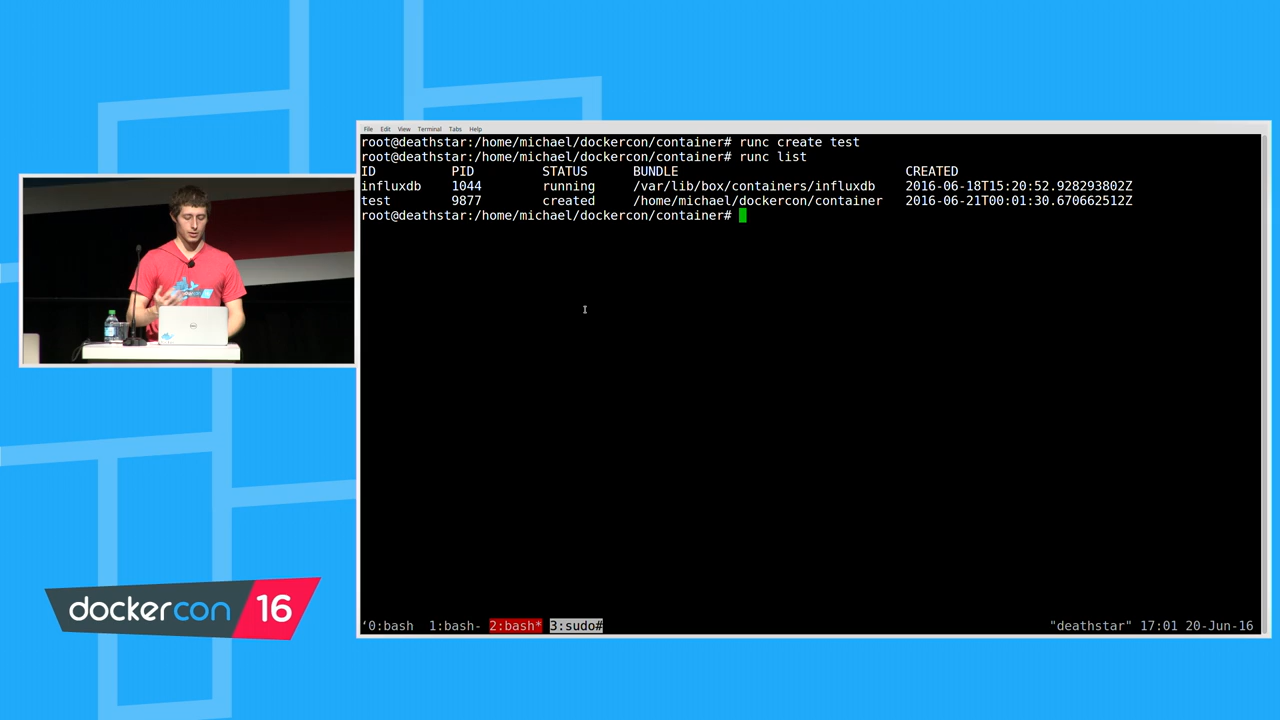 File Edit View Terminal Tabs Help
root@deathstar:/home/michael/dockercon/container# runc create test
root@deathstar:/home/michael/dockercon/container# runc list
ID PID STATUS BUNDLE CREATED
influxdb 1044 running /var/lib/box/containers/influxdb 2016-06-18T15:20:52.928293802Z
test 9877 created /home/michael/dockercon/container 2016-06-21T00:01:30.670662512Z
root@deathstar:/home/michael/dockercon/container#
dockercon 16
‘0:bash 1:bash- 2:bash* 3:sudo# "deathstar" 17:01 20-Jun-16